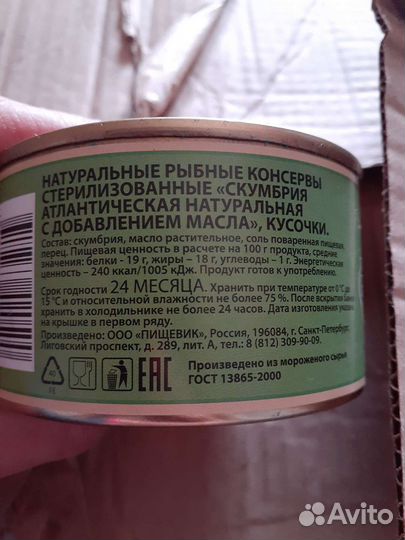 НАТУРАЛЬНЫЕ РЫБНЫЕ КОНСЕРВЫ
СТЕРИЛИЗОВАННЫЕ «СКУМБРИЯ
АТЛАНТИЧЕСКАЯ НАТУРАЛЬНАЯ
С ДОБАВЛЕНИЕМ МАСЛА», КУСОЧКИ.
Состав: скумбрия, масло растительное, соль поваренная пищевая,
перец. Пищевая ценность в расчете на 100 г продукта, средние
значения: белки - 19 г, жиры – 18 г, углеводы – 1 г. Энергетическая
ценность – 240 ккал/1005 кДж. Продукт готов к употреблению.
Срок годности 24 МЕСЯЦА. Хранить при температуре от 0 °С до
15 °С и относительной влажности не более 75 %. После вскрытия
хранить в холодильнике не более 24 часов. Дата изготовления
на крышке в первом ряду.
Произведено: ООО «ПИЩЕВИК», Россия, 196084, г. Санкт-Петербург,
Лиговский проспект, д. 289, лит. А, тел.: 8 (812) 309-90-09.
40
FE
EAC
Произведено из мороженого сырья
ГОСТ 13865-2000
Avito